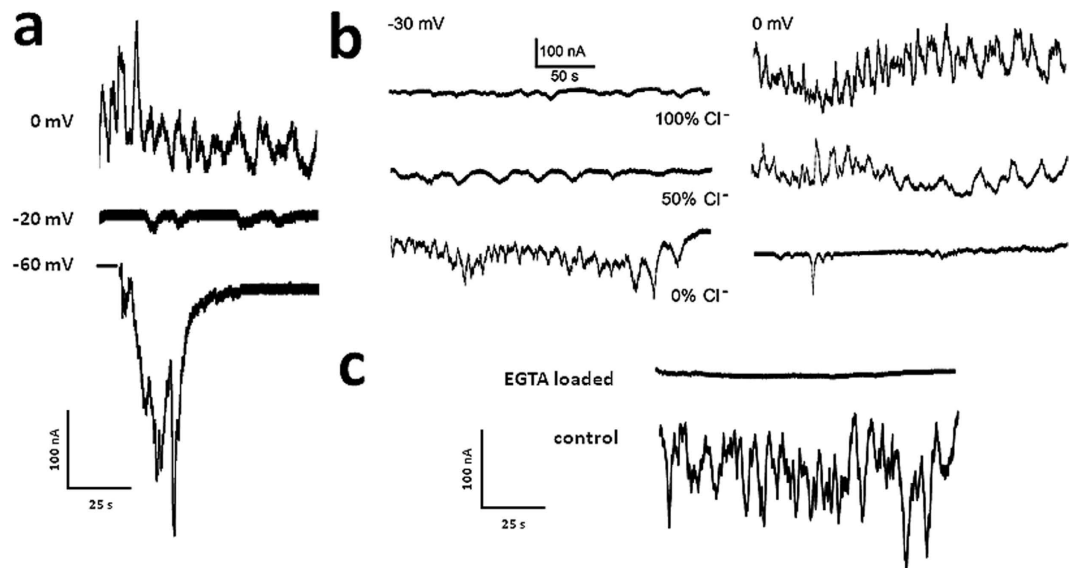 a
0 mV
-20 mV
-60 mV
100 nA
25 s
b
-30 mV
0 mV
100 nA
50 s
100% Cl⁻
50% Cl⁻
0% Cl⁻
c
EGTA loaded
control
100 nA
25 s